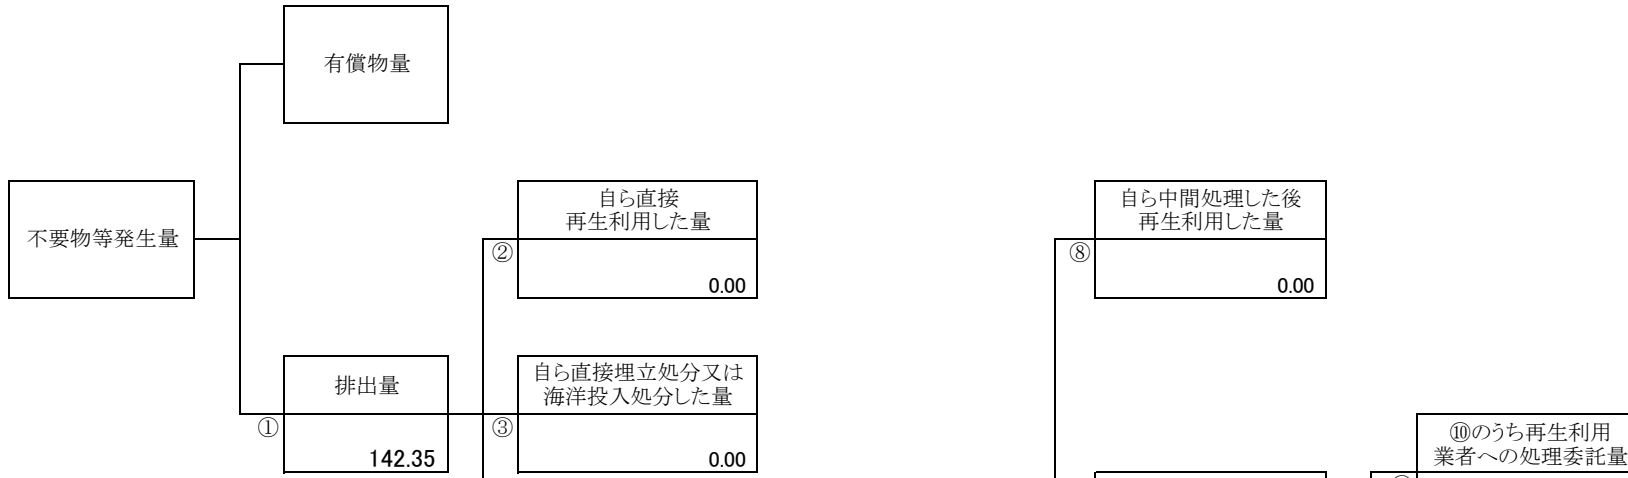 有償物量
不要物等発生量
自ら直接
再生利用した量
②
0.00
自ら中間処理した後
再生利用した量
⑧
0.00
排出量
①
142.35
自ら直接埋立処分又は
海洋投入処分した量
③
0.00
⑩のうち再生利用
業者への処理委託量